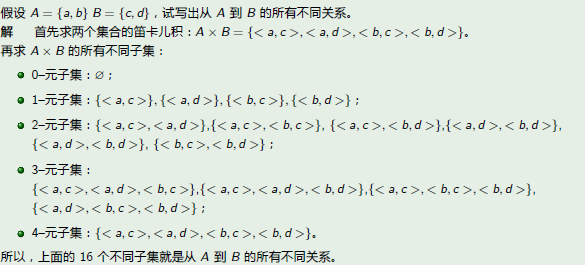 假设 A = {a, b} B = {c, d}，试写出从 A 到 B 的所有不同关系。
解 首先求两个集合的笛卡儿积：A × B = {< a, c >, < a, d >, < b, c >, < b, d >}。
再求 A × B 的所有不同子集：
0–元子集：∅；
1–元子集：{< a, c >}, {< a, d >}, {< b, c >}, {< b, d >}；
2–元子集：{< a, c >, < a, d >},{< a, c >, < b, c >}, {< a, c >, < b, d >},{< a, d >, < b, d >},
{< a, d >, < b, d >}, {< b, c >, < b, d >}；
3–元子集：
{< a, c >, < a, d >, < b, c >},{< a, c >, < a, d >, < b, d >},{< a, c >, < b, c >, < b, d >},
{< a, d >, < b, c >, < b, d >}；
4–元子集：{< a, c >, < a, d >, < b, c >, < b, d >}。
所以，上面的 16 个不同子集就是从 A 到 B 的所有不同关系。